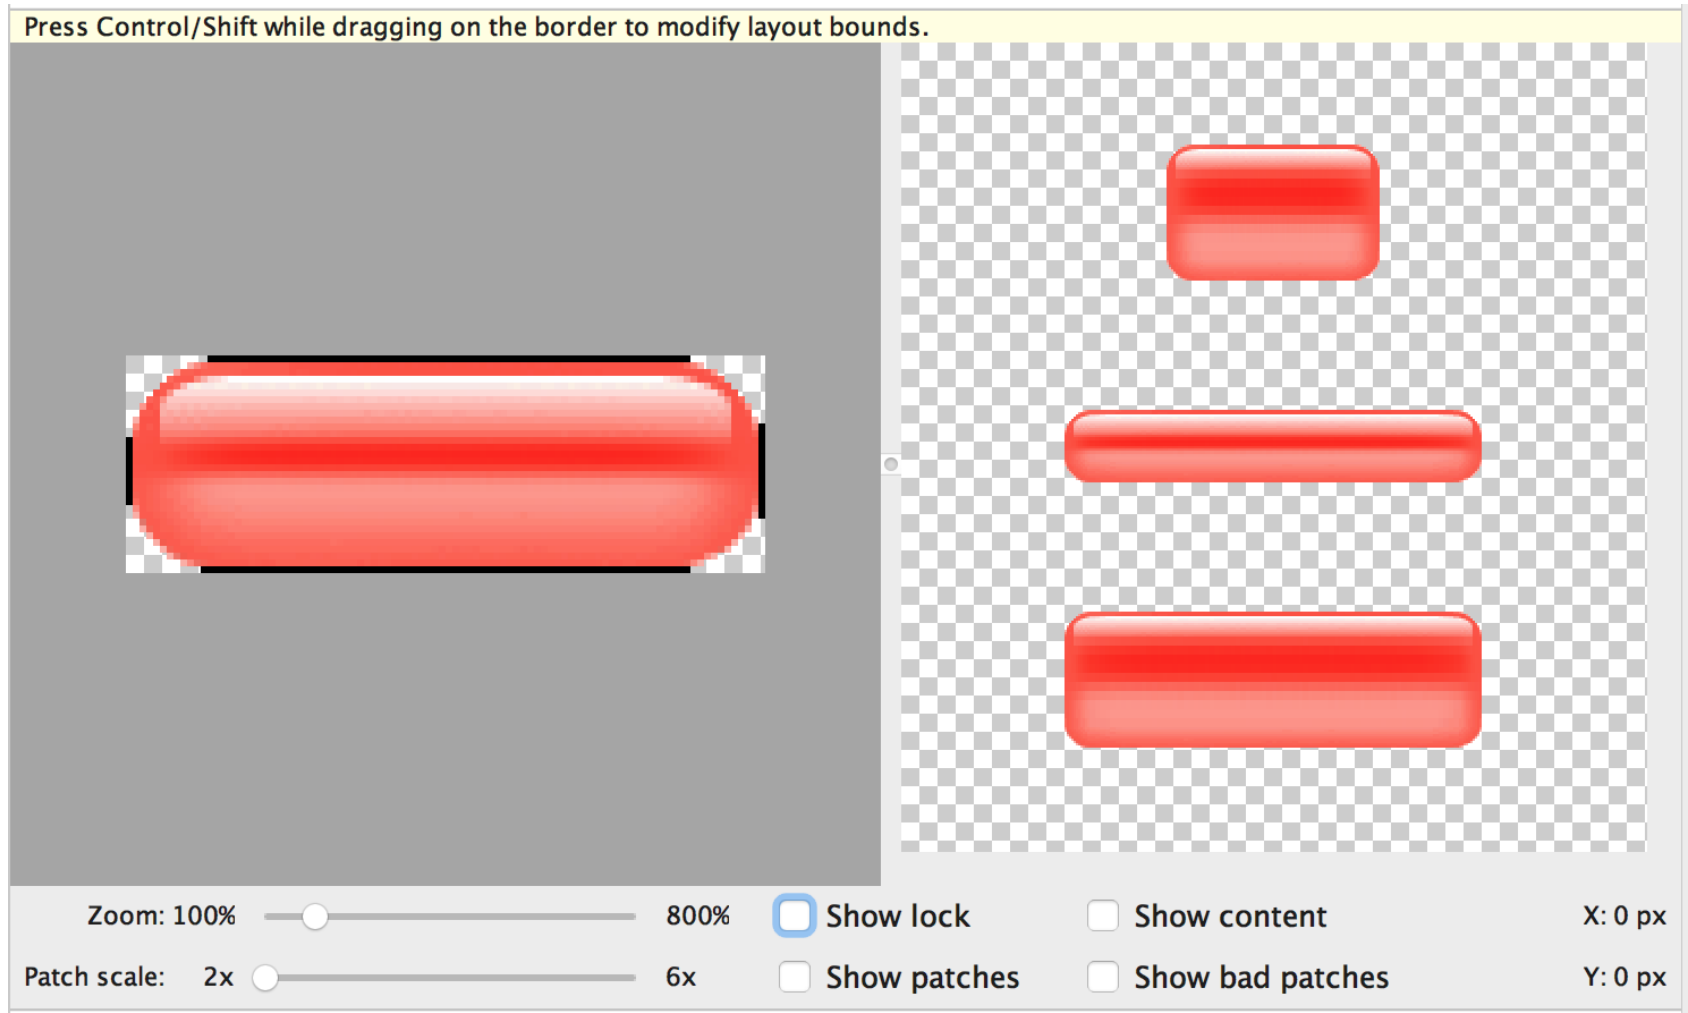 Press Control/Shift while dragging on the border to modify layout bounds.
Zoom: 100% 800% Show lock Show content X: 0 px
Patch scale: 2x 6x Show patches Show bad patches Y: 0 px